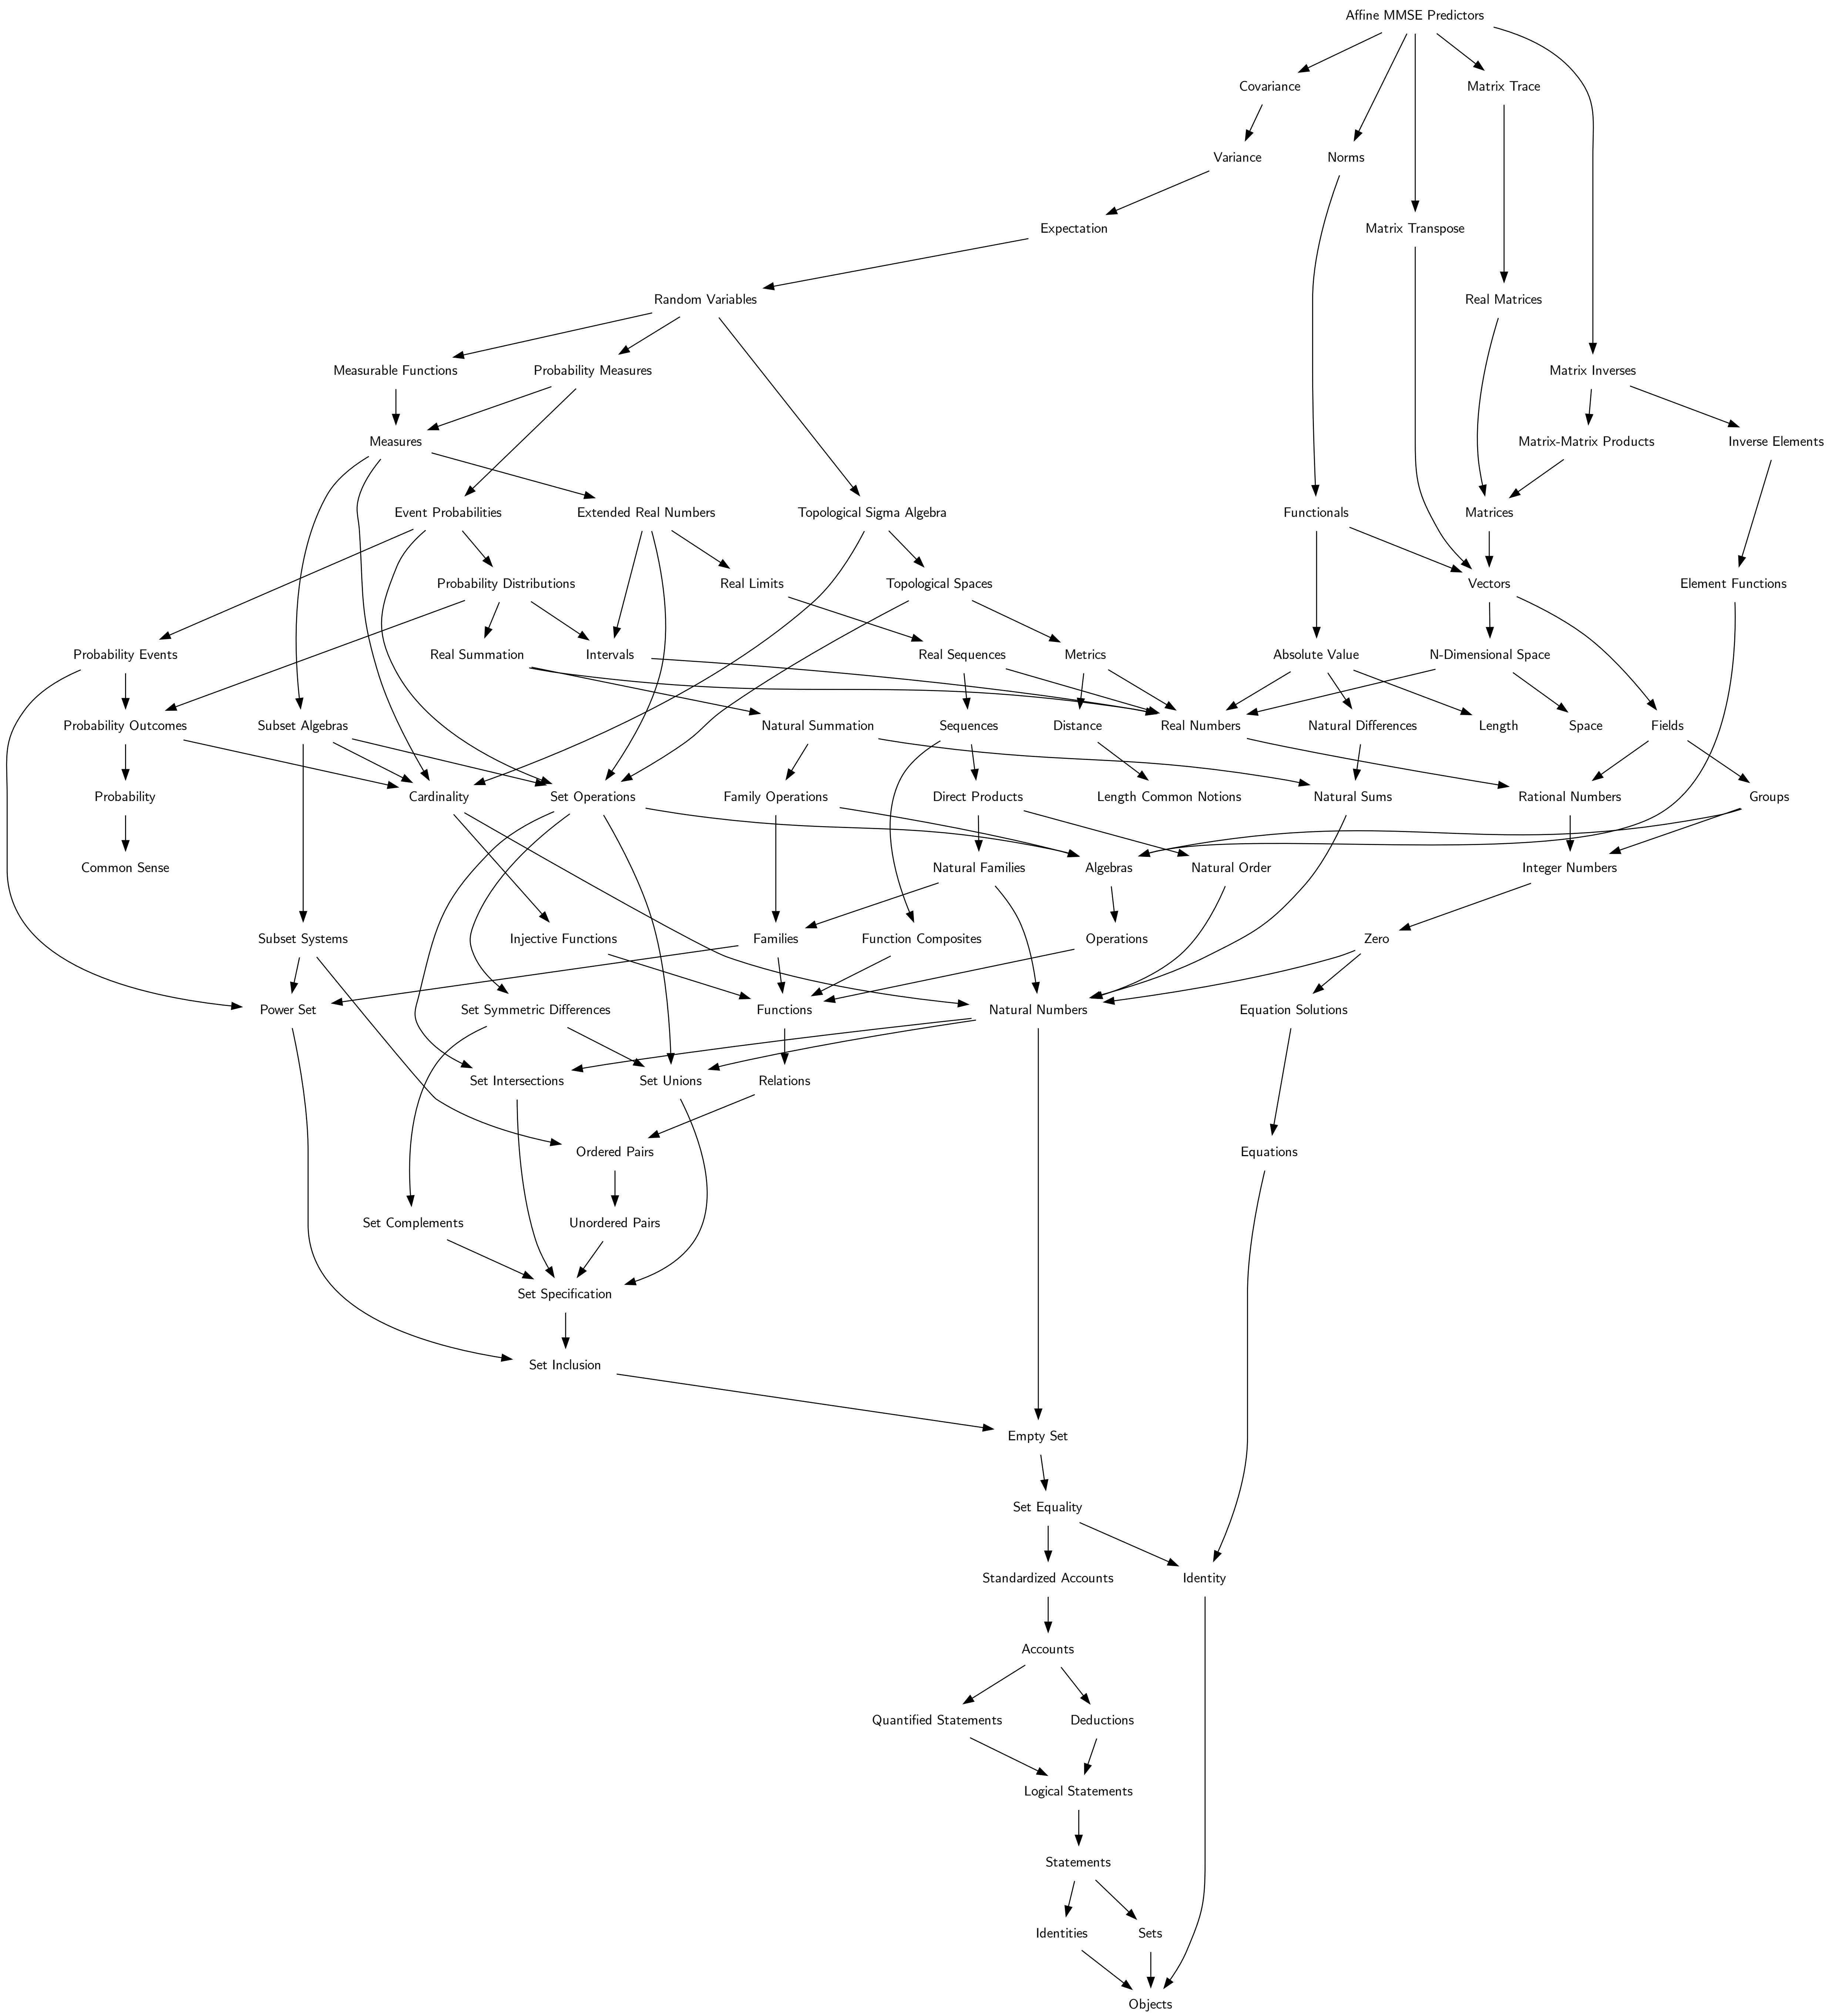 Affine MMSE Predictors
Covariance
Matrix Trace
Variance
Norms
Expectation
Matrix Transpose
Random Variables
Real Matrices
Measurable Functions
Probability Measures
Matrix Inverses
Measures
Matrix-Matrix Products
Inverse Elements
Event Probabilities
Extended Real Numbers
Topological Sigma Algebra
Functionals
Matrices
Probability Distributions
Real Limits
Topological Spaces
Vectors
Element Functions
Probability Events
Real Summation
Intervals
Real Sequences
Metrics
Absolute Value
N-Dimensional Space
Probability Outcomes
Subset Algebras
Natural Summation
Sequences
Distance
Real Numbers
Natural Differences
Length
Space
Fields
Probability
Cardinality
Set Operations
Family Operations
Direct Products
Length Common Notions
Natural Sums
Rational Numbers
Groups
Common Sense
Natural Families
Algebras
Natural Order
Integer Numbers
Subset Systems
Injective Functions
Families
Function Composites
Operations
Zero
Power Set
Set Symmetric Differences
Functions
Natural Numbers
Equation Solutions
Set Intersections
Set Unions
Relations
Ordered Pairs
Equations
Set Complements
Unordered Pairs
Set Specification
Set Inclusion
Empty Set
Set Equality
Standardized Accounts
Identity
Accounts
Quantified Statements
Deductions
Logical Statements
Statements
Identities
Sets
Objects